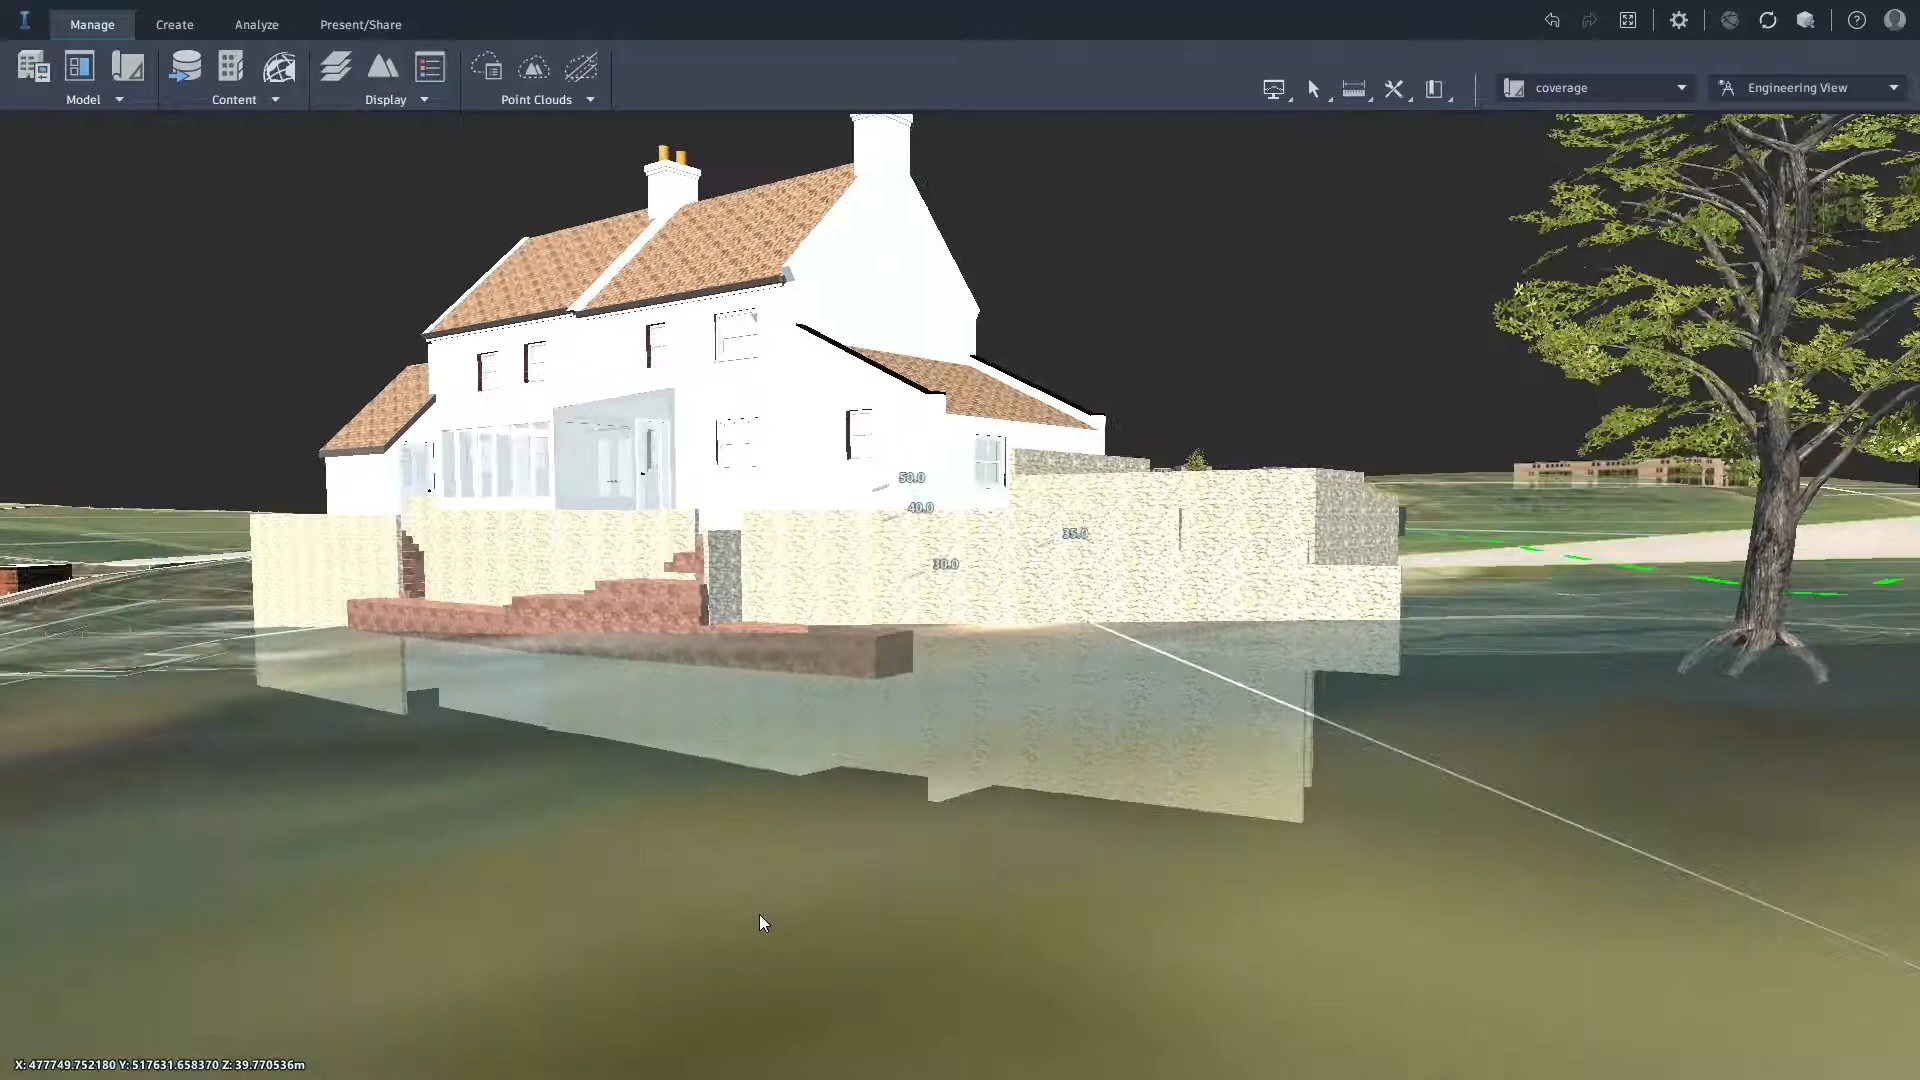 Manage Create Analyze Present/Share
Model Content Display Point Clouds
coverage Engineering View
50.0
40.0
35.0
30.0
X: 477749.752180 Y: 517631.658370 Z: 39.770536m